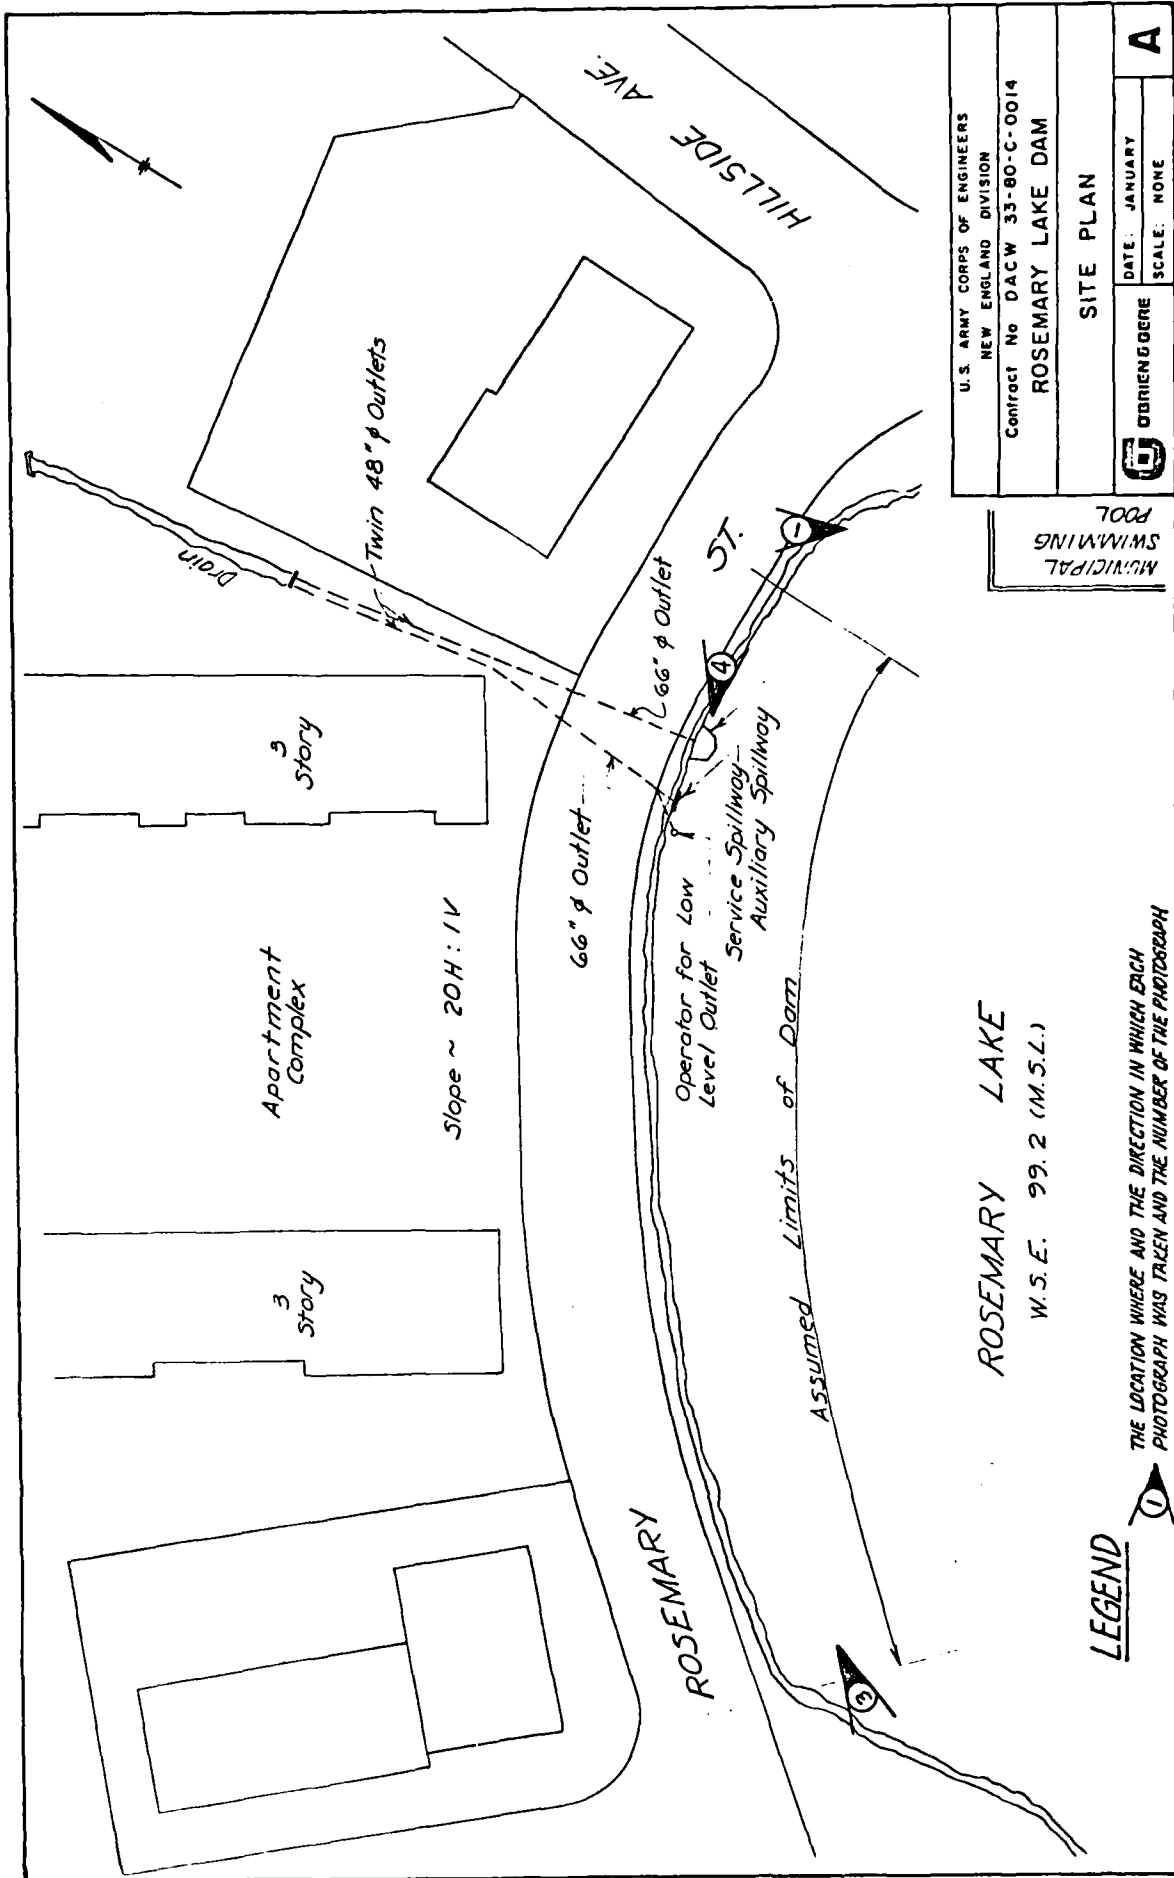 HILLSIDE AVE.
Twin 48" φ Outlets
Drain
66" φ Outlet
ST.
3
Story
Apartment
Complex
Slope ~ 20H : 1V
3
Story
66" φ Outlet
Operator for Low
Level Outlet
Service Spillway
Auxiliary Spillway
1
4
3
ROSEMARY
Assumed Limits of Dam
ROSEMARY LAKE
W.S.E. 99.2 (M.S.L.)
MUNICIPAL
SWIMMING
POOL
LEGEND
1
THE LOCATION WHERE AND THE DIRECTION IN WHICH EACH
PHOTOGRAPH WAS TAKEN AND THE NUMBER OF THE PHOTOGRAPH
U.S. ARMY CORPS OF ENGINEERS
NEW ENGLAND DIVISION
Contract No DACW 33-80-C-0014
ROSEMARY LAKE DAM
SITE PLAN
OBRIEN&GERE
DATE: JANUARY
SCALE: NONE
A